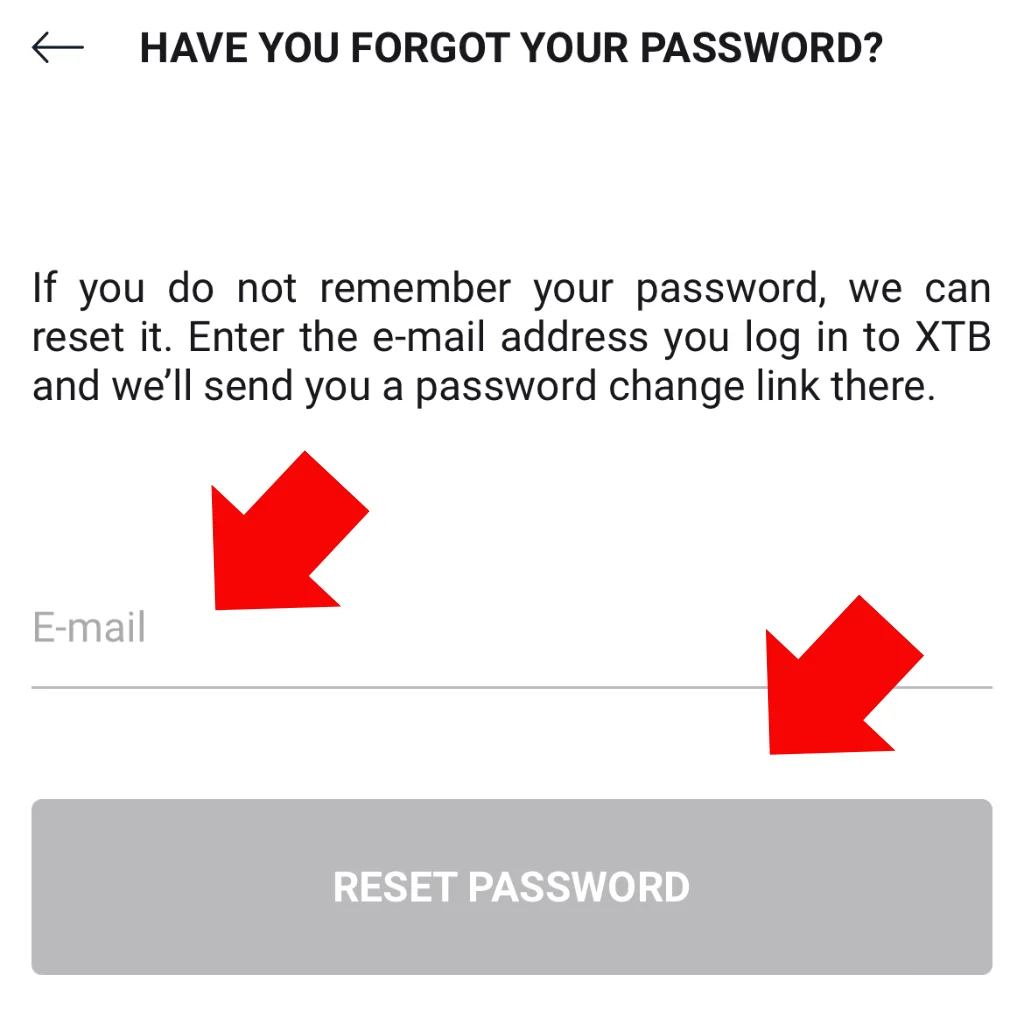 HAVE YOU FORGOT YOUR PASSWORD?
If you do not remember your password, we can
reset it. Enter the e-mail address you log in to XTB
and we’ll send you a password change link there.
E-mail
RESET PASSWORD